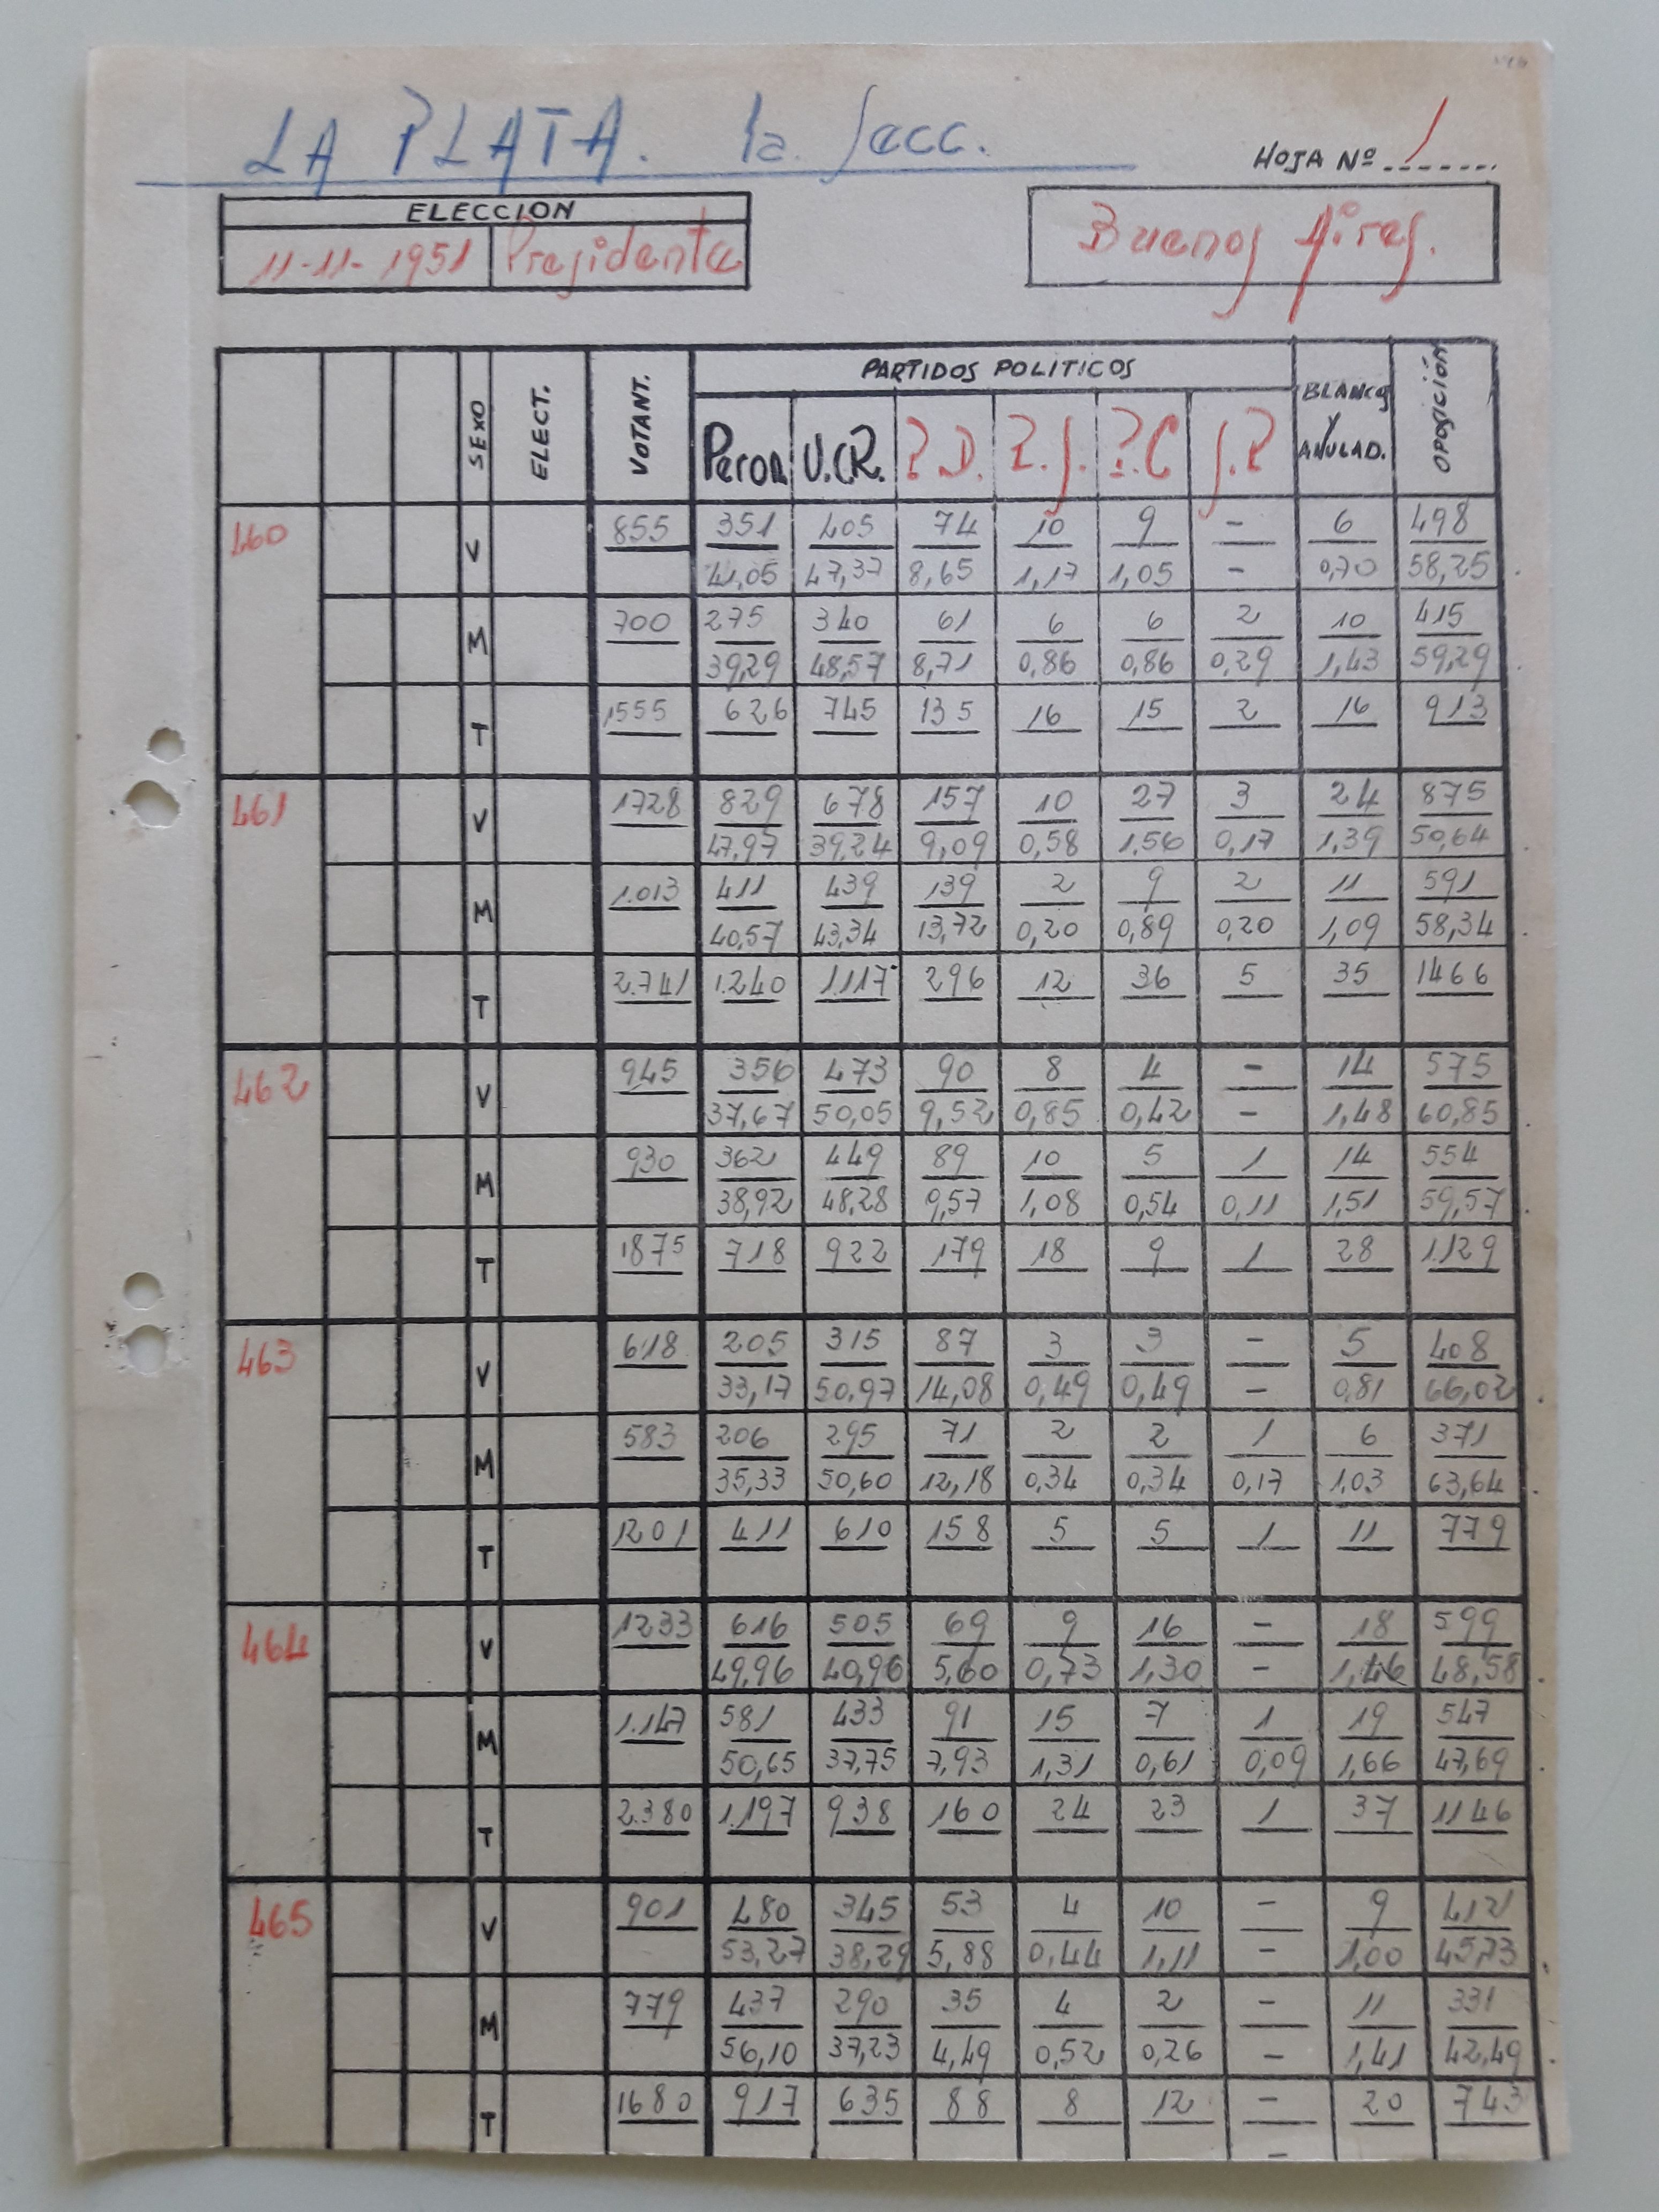 LA PLATA. 1a. Secc.
HOJA Nº 1
ELECCION
11-11-1951 Presidente
Buenos Aires.
SEXO ELECT. VOTANT. PARTIDOS POLITICOS BLANCOS Y ANULAD. OPOSICIÓN
Peron. U.C.R. P.D. P.S. P.C S.P
460 V 855 351 405 74 10 9 - 6 498
41,05 47,37 8,65 1,17 1,05 - 0,70 58,25
M 700 275 340 61 6 6 2 10 415
39,29 48,57 8,71 0,86 0,86 0,29 1,43 59,29
T 1555 626 745 135 16 15 2 16 913
461 V 1728 829 678 157 10 27 3 24 875
47,97 39,24 9,09 0,58 1,56 0,17 1,39 50,64
M 1.013 411 439 139 2 9 2 11 591
40,57 43,34 13,72 0,20 0,89 0,20 1,09 58,34
T 2.741 1.240 1.117 296 12 36 5 35 1466
462 V 945 356 473 90 8 4 - 14 575
37,67 50,05 9,52 0,85 0,42 - 1,48 60,85
M 930 362 449 89 10 5 1 14 554
38,92 48,28 9,57 1,08 0,54 0,11 1,51 59,57
T 1875 718 922 179 18 9 1 28 1.129
463 V 618 205 315 87 3 3 - 5 408
33,17 50,97 14,08 0,49 0,49 - 0,81 66,02
M 583 206 295 71 2 2 1 6 371
35,33 50,60 12,18 0,34 0,34 0,17 1,03 63,64
T 1201 411 610 158 5 5 1 11 779
464 V 1233 616 505 69 9 16 - 18 599
49,96 40,96 5,60 0,73 1,30 - 1,46 48,58
M 1.147 581 433 91 15 7 1 19 547
50,65 37,75 7,93 1,31 0,61 0,09 1,66 47,69
T 2.380 1.197 938 160 24 23 1 37 1146
465 V 901 480 345 53 4 10 - 9 412
53,27 38,29 5,88 0,44 1,11 - 1,00 45,73
M 779 437 290 35 4 2 - 11 331
56,10 37,23 4,49 0,52 0,26 - 1,41 42,49
T 1680 917 635 88 8 12 - 20 743
-